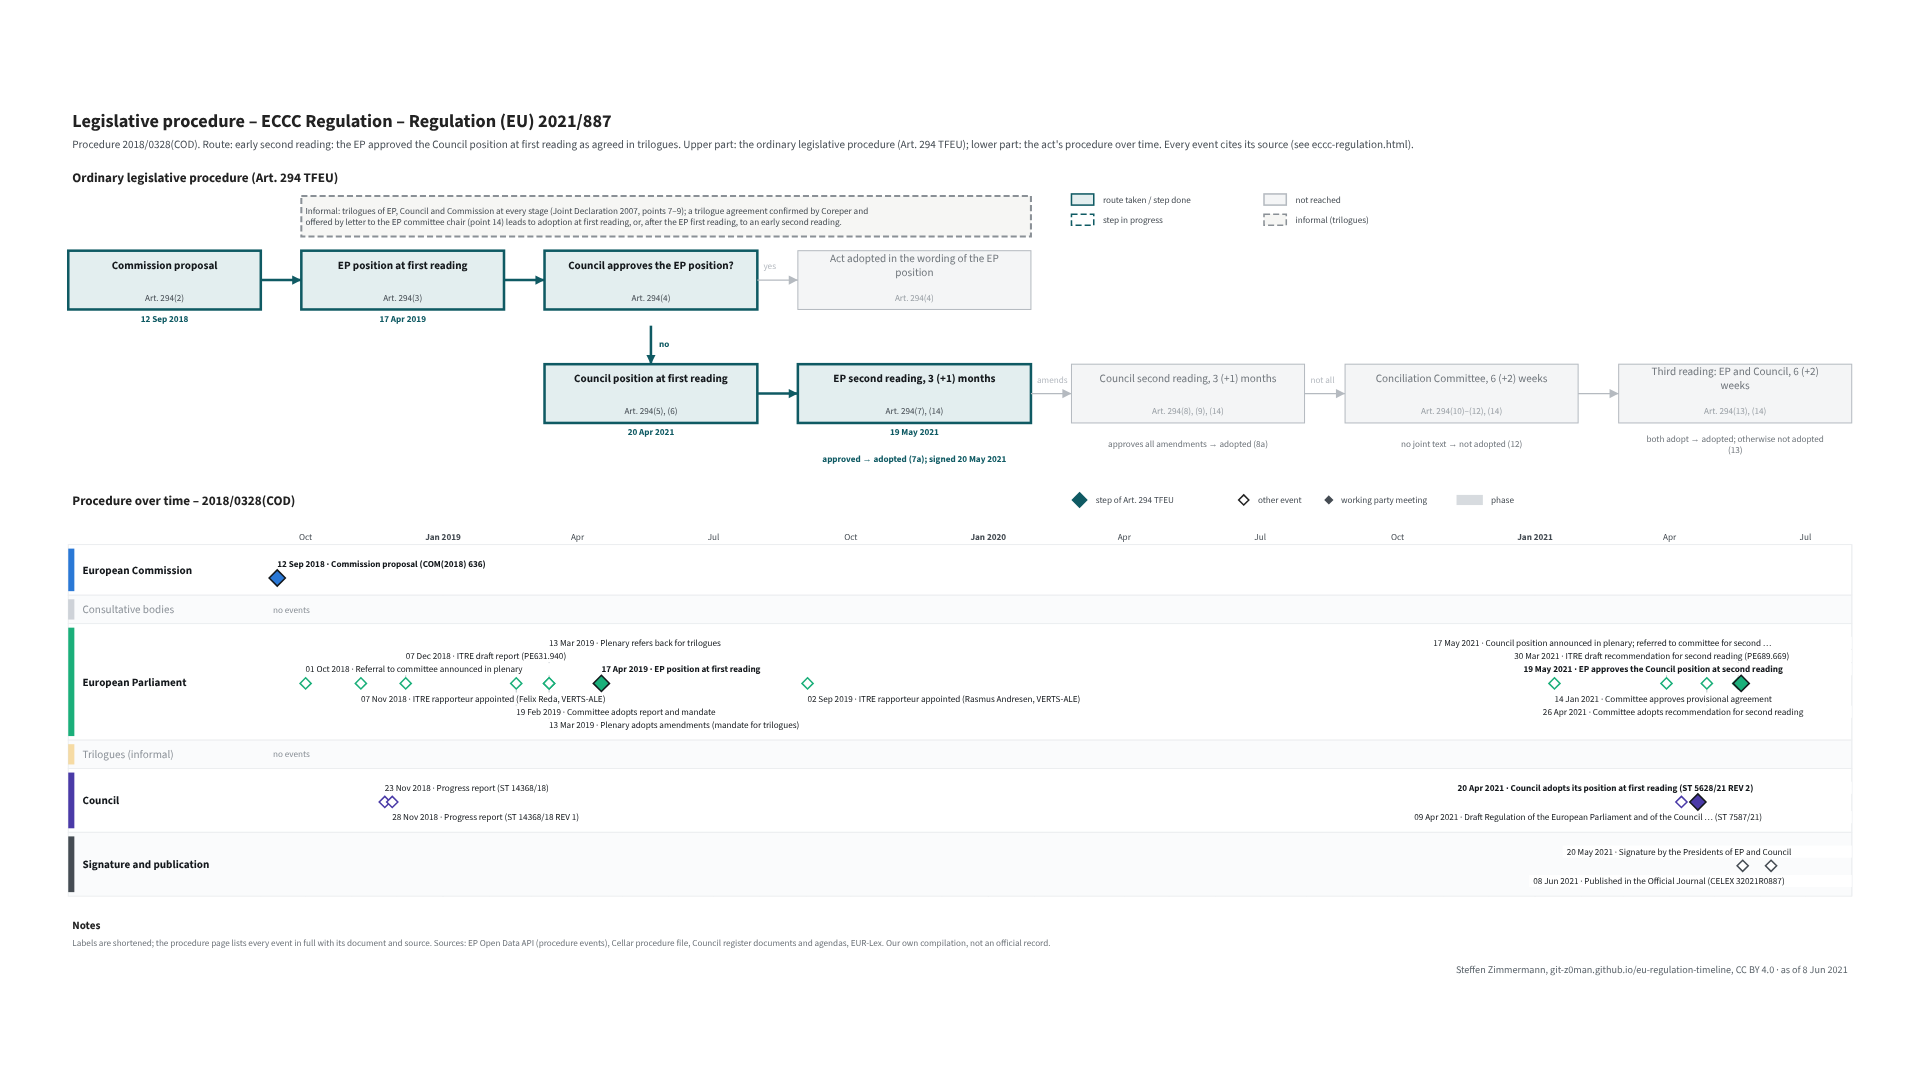 Legislative procedure – ECCC Regulation – Regulation (EU) 2021/887
Procedure 2018/0328(COD). Route: early second reading: the EP approved the Council position at first reading as agreed in trilogues. Upper part: the ordinary legislative procedure (Art. 294 TFEU); lower part: the act's procedure over time. Every event cites its source (see eccc-regulation.html).
Ordinary legislative procedure (Art. 294 TFEU)
Informal: trilogues of EP, Council and Commission at every stage (Joint Declaration 2007, points 7–9); a trilogue agreement confirmed by Coreper and
offered by letter to the EP committee chair (point 14) leads to adoption at first reading, or, after the EP first reading, to an early second reading.
route taken / step done
not reached
step in progress
informal (trilogues)
Commission proposal
Art. 294(2)
12 Sep 2018
EP position at first reading
Art. 294(3)
17 Apr 2019
Council approves the EP position?
Art. 294(4)
yes
Act adopted in the wording of the EP
position
Art. 294(4)
no
Council position at first reading
Art. 294(5), (6)
20 Apr 2021
EP second reading, 3 (+1) months
Art. 294(7), (14)
19 May 2021
approved → adopted (7a); signed 20 May 2021
amends
Council second reading, 3 (+1) months
Art. 294(8), (9), (14)
approves all amendments → adopted (8a)
not all
Conciliation Committee, 6 (+2) weeks
Art. 294(10)–(12), (14)
no joint text → not adopted (12)
Third reading: EP and Council, 6 (+2)
weeks
Art. 294(13), (14)
both adopt → adopted; otherwise not adopted
(13)
Procedure over time – 2018/0328(COD)
step of Art. 294 TFEU
other event
working party meeting
phase
Oct
Jan 2019
Apr
Jul
Oct
Jan 2020
Apr
Jul
Oct
Jan 2021
Apr
Jul
European Commission
12 Sep 2018 · Commission proposal (COM(2018) 636)
Consultative bodies
no events
European Parliament
13 Mar 2019 · Plenary refers back for trilogues
07 Dec 2018 · ITRE draft report (PE631.940)
01 Oct 2018 · Referral to committee announced in plenary
17 Apr 2019 · EP position at first reading
07 Nov 2018 · ITRE rapporteur appointed (Felix Reda, VERTS-ALE)
19 Feb 2019 · Committee adopts report and mandate
13 Mar 2019 · Plenary adopts amendments (mandate for trilogues)
02 Sep 2019 · ITRE rapporteur appointed (Rasmus Andresen, VERTS-ALE)
17 May 2021 · Council position announced in plenary; referred to committee for second …
30 Mar 2021 · ITRE draft recommendation for second reading (PE689.669)
19 May 2021 · EP approves the Council position at second reading
14 Jan 2021 · Committee approves provisional agreement
26 Apr 2021 · Committee adopts recommendation for second reading
Trilogues (informal)
no events
Council
23 Nov 2018 · Progress report (ST 14368/18)
28 Nov 2018 · Progress report (ST 14368/18 REV 1)
20 Apr 2021 · Council adopts its position at first reading (ST 5628/21 REV 2)
09 Apr 2021 · Draft Regulation of the European Parliament and of the Council … (ST 7587/21)
Signature and publication
20 May 2021 · Signature by the Presidents of EP and Council
08 Jun 2021 · Published in the Official Journal (CELEX 32021R0887)
Notes
Labels are shortened; the procedure page lists every event in full with its document and source. Sources: EP Open Data API (procedure events), Cellar procedure file, Council register documents and agendas, EUR-Lex. Our own compilation, not an official record.
Steffen Zimmermann, git-z0man.github.io/eu-regulation-timeline, CC BY 4.0 · as of 8 Jun 2021